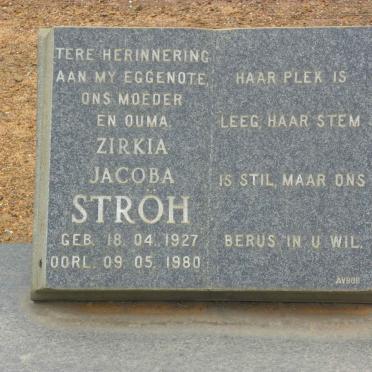 TERE HERINNERING
AAN MY EGGENOTE,
ONS MOEDER
EN OUMA.
ZIRKIA
JACOBA
STRÖH
GEB. 18.04.1927
OORL. 09.05.1980
HAAR PLEK IS
LEEG, HAAR STEM
IS STIL, MAAR ONS
BERUS IN U WIL.